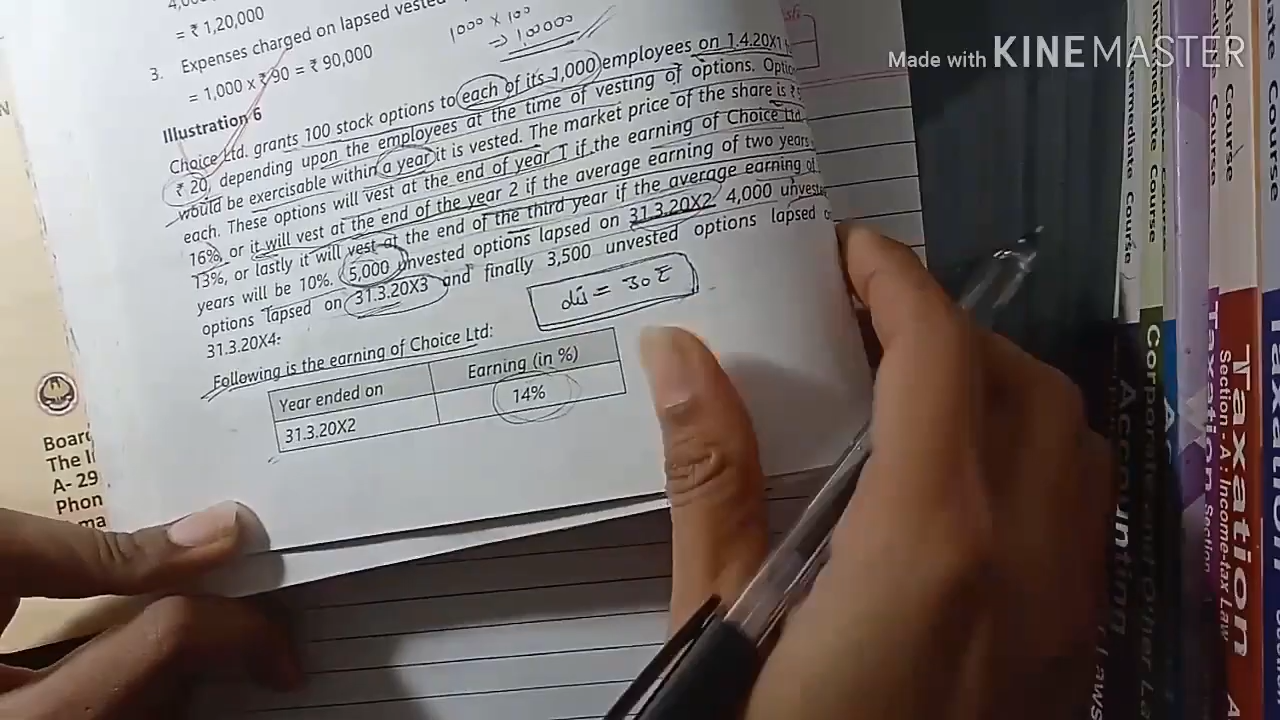 = ₹ 1,20,000
3. Expenses charged on lapsed vested
= 1,000 x ₹ 90 = ₹ 90,000
1000 x 100
⇒ 100000
Illustration 6
Choice Ltd. grants 100 stock options to each of its 1,000 employees on 1.4.20X1
₹ 20, depending upon the employees at the time of vesting of options.
would be exercisable within a year it is vested. The market price of the share is ₹
each. These options will vest at the end of year 1 if the earning of Choice Ltd.
16%, or it will vest at the end of the year 2 if the average earning of two years
13%, or lastly it will vest at the end of the third year if the average earning of
years will be 10%. 5,000 unvested options lapsed on 31.3.20X2 4,000 unvested
options lapsed on 31.3.20X3 and finally 3,500 unvested options lapsed
31.3.20X4:
Following is the earning of Choice Ltd:
Year ended on Earning (in %)
31.3.20X2 14%
Made with KINEMASTER
The
A- 29
Phon
Taxation
Section - A : Income-tax Law
Taxation
Section
Corporate and Other
Accounting
Laws
Intermediate Course
Course